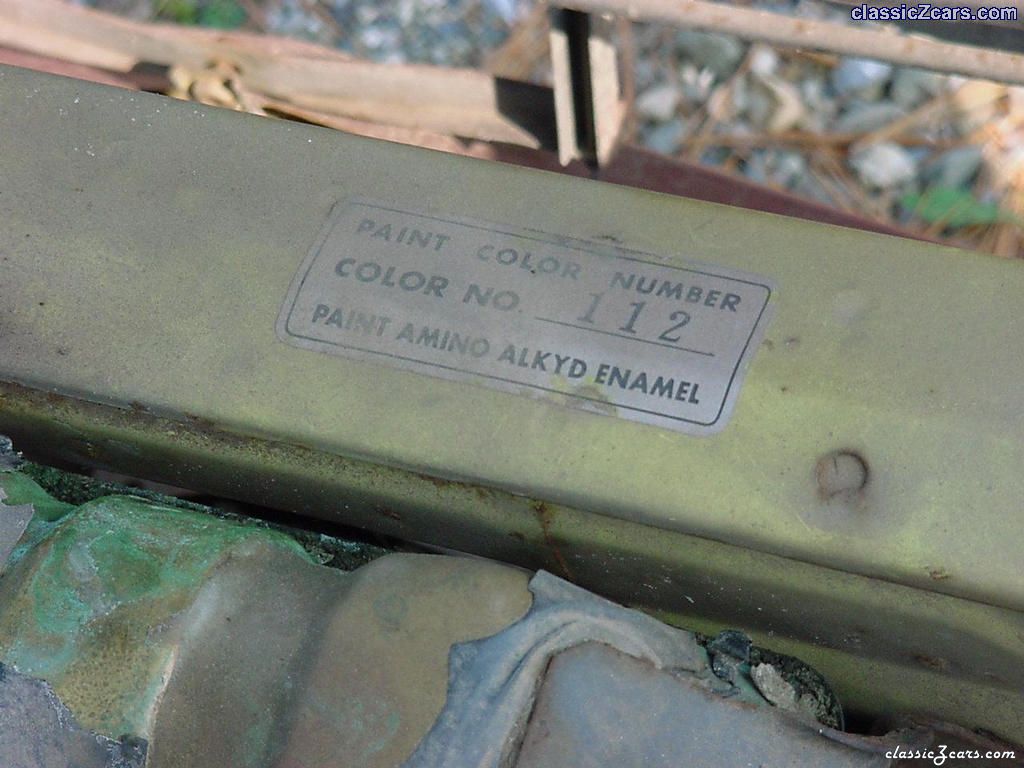 classicZcars.com
PAINT COLOR NUMBER
COLOR NO. 112
PAINT AMINO ALKYD ENAMEL
classicZcars.com